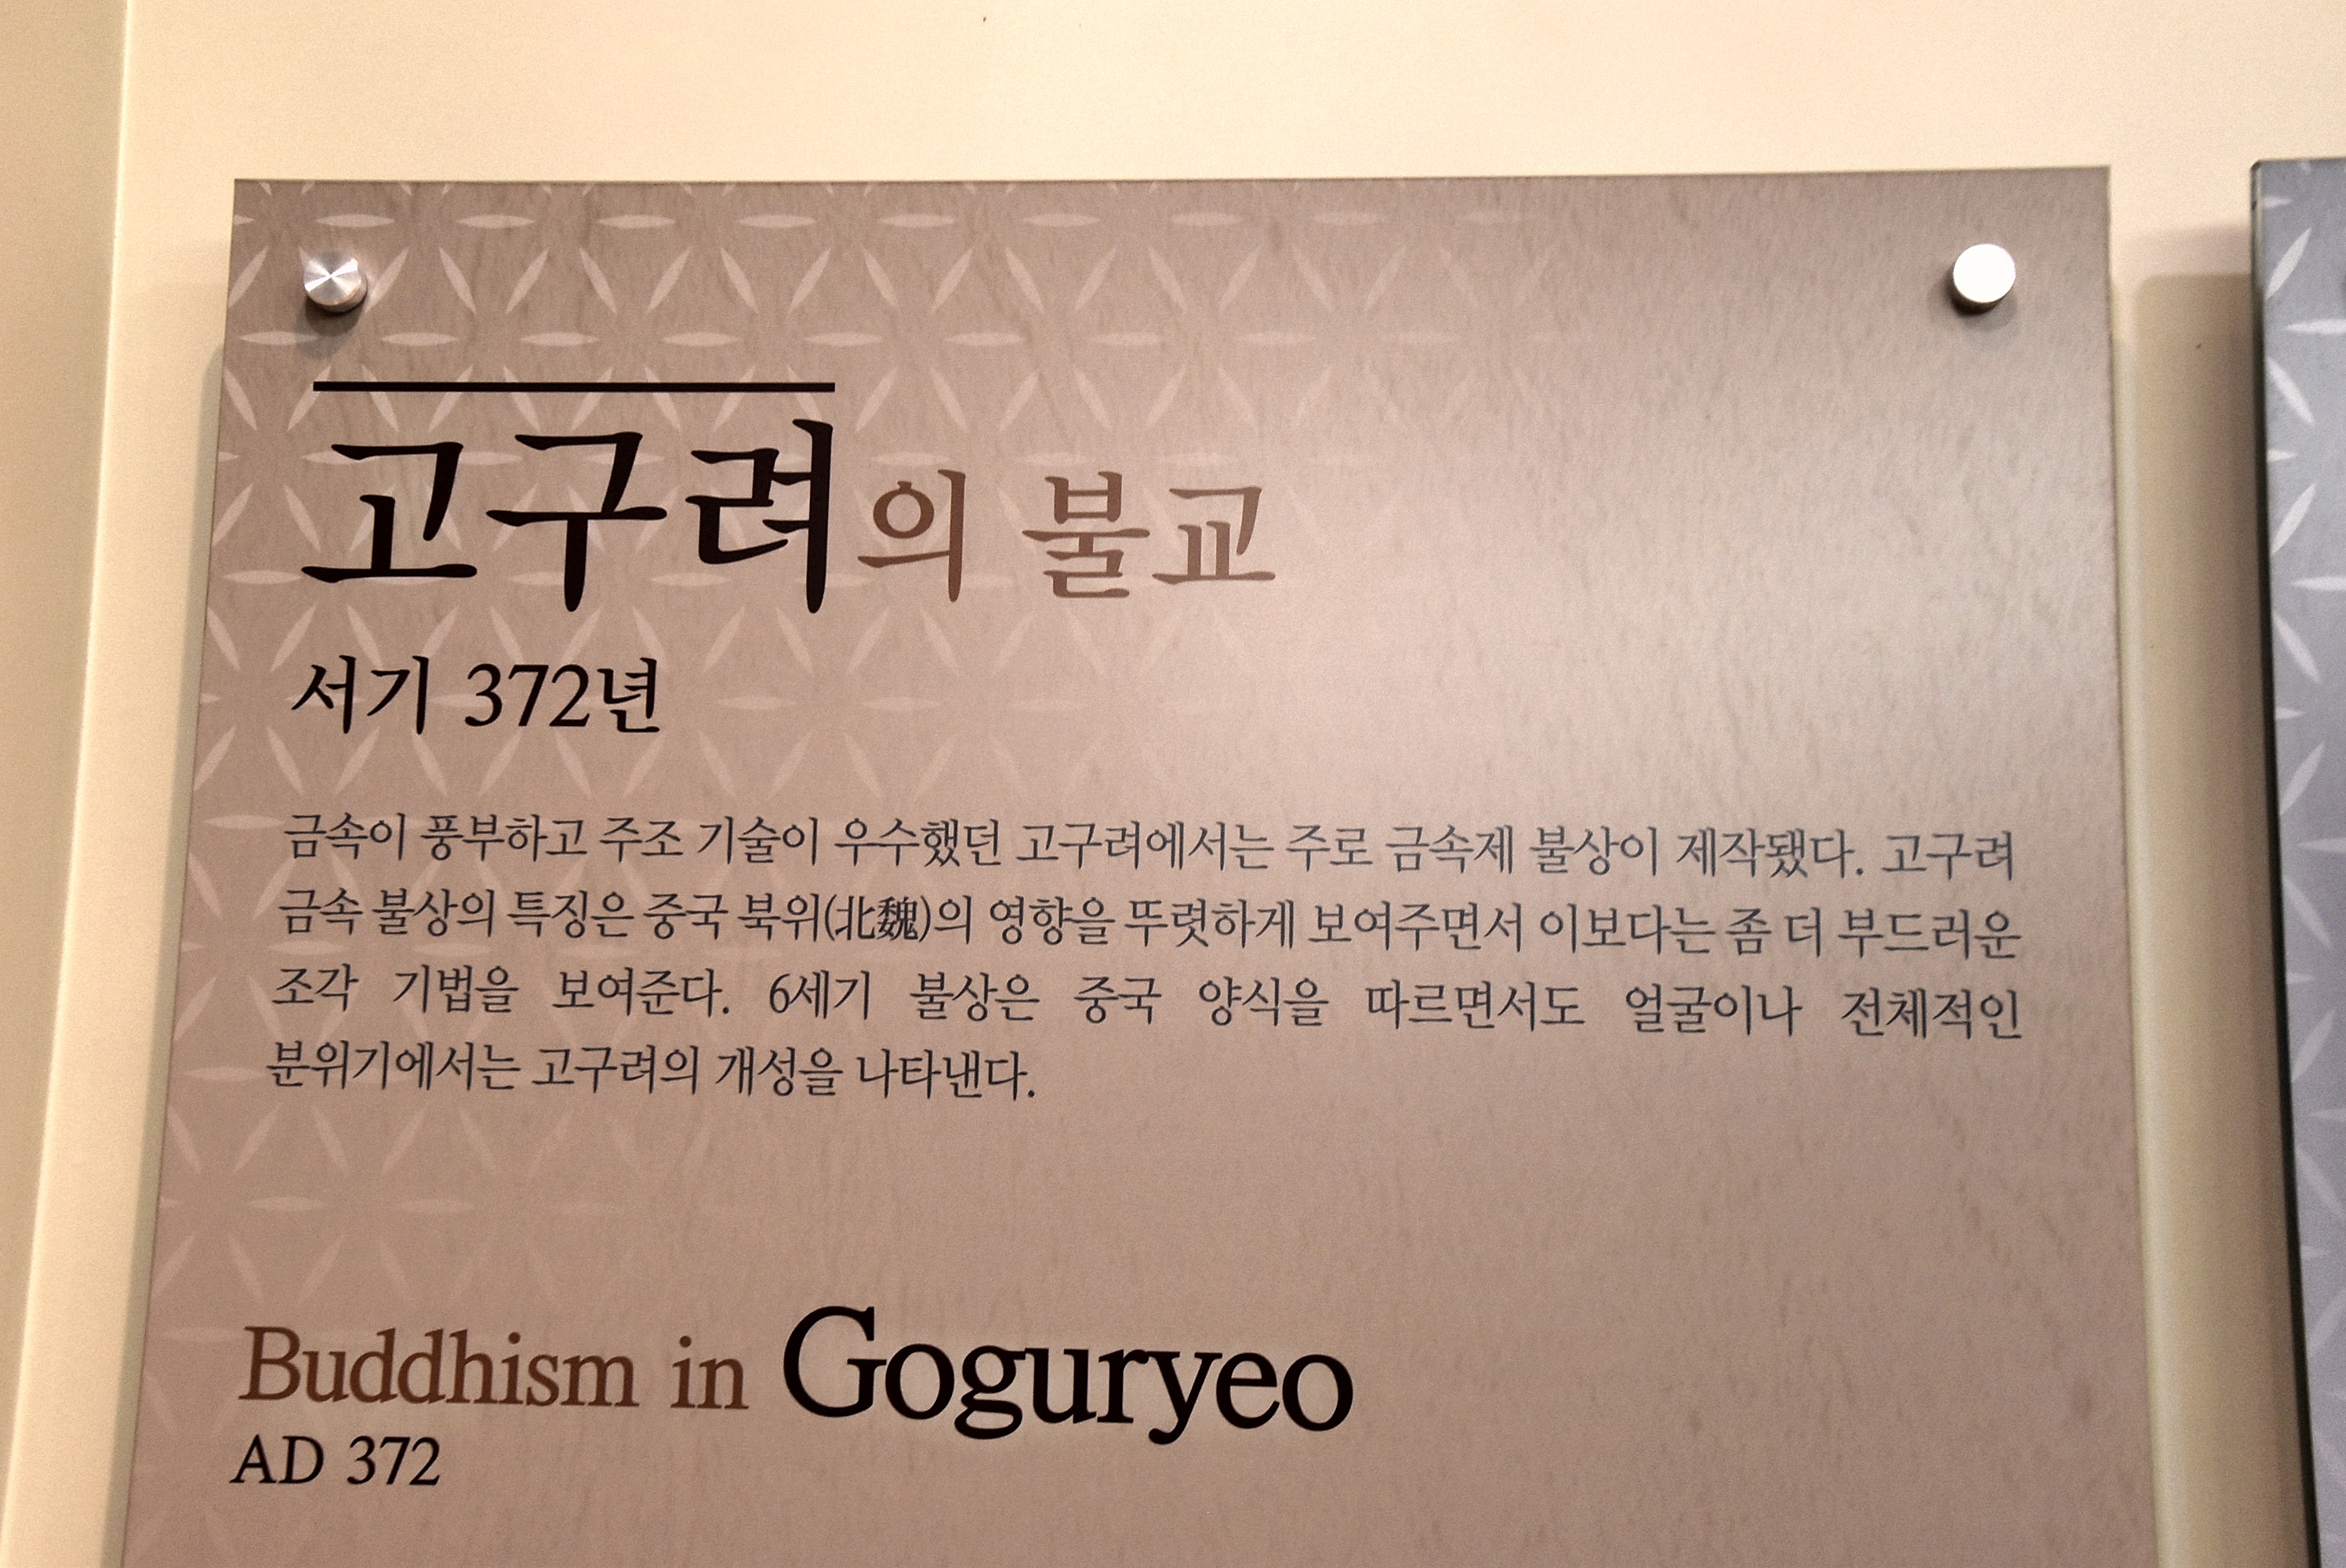 고구려의 불교
서기 372년
금속이 풍부하고 주조 기술이 우수했던 고구려에서는 주로 금속제 불상이 제작됐다. 고구려
금속 불상의 특징은 중국 북위(北魏)의 영향을 뚜렷하게 보여주면서 이보다는 좀 더 부드러운
조각 기법을 보여준다. 6세기 불상은 중국 양식을 따르면서도 얼굴이나 전체적인
분위기에서는 고구려의 개성을 나타낸다.
Buddhism in Goguryeo
AD 372